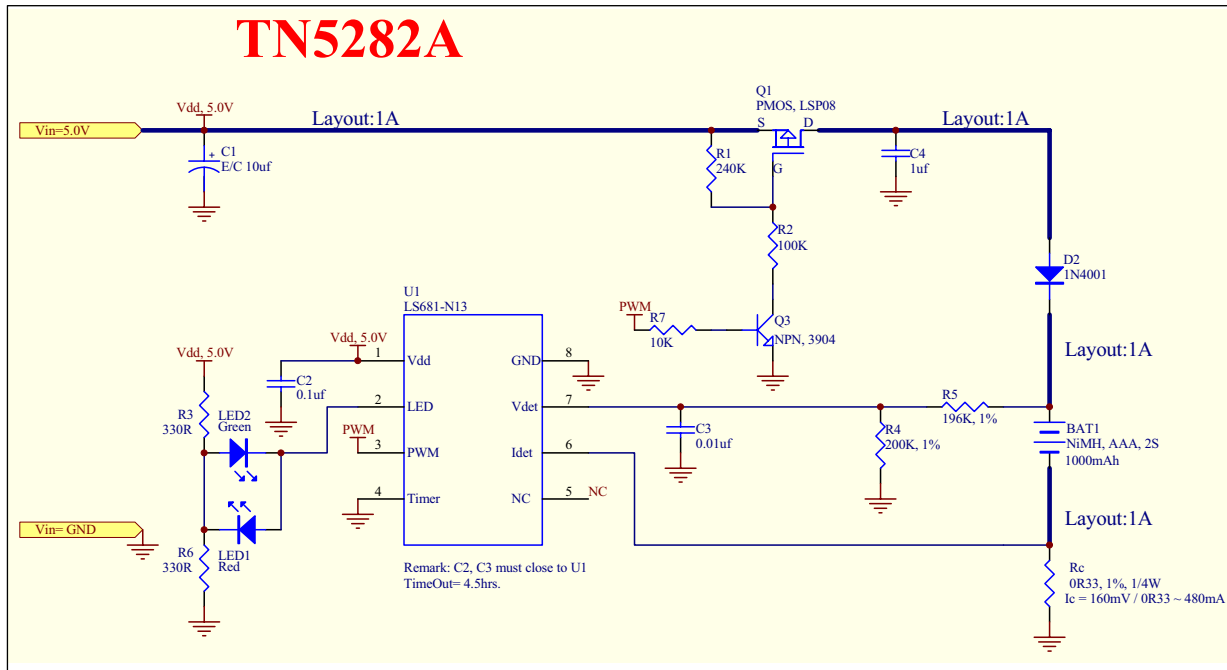 TN5282A
Q1
PMOS, LSP08
Vdd, 5.0V
Layout:1A
Layout:1A
Vin=5.0V
S
D
C1
E/C 10uf
+
R1
240K
G
C4
1uf
R2
100K
D2
1N4001
U1
LS681-N13
PWM
R7
10K
Q3
NPN, 3904
Vdd, 5.0V
Vdd, 5.0V
1
Vdd
GND
8
Layout:1A
C2
0.1uf
R3
330R
LED2
Green
2
LED
Vdet
7
R5
196K, 1%
C3
0.01uf
R4
200K, 1%
BAT1
NiMH, AAA, 2S
1000mAh
PWM
3
PWM
Idet
6
4
Timer
NC
5
NC
Layout:1A
Vin= GND
R6
330R
LED1
Red
Remark: C2, C3 must close to U1
TimeOut= 4.5hrs.
Rc
0R33, 1%, 1/4W
Ic = 160mV / 0R33 ~ 480mA